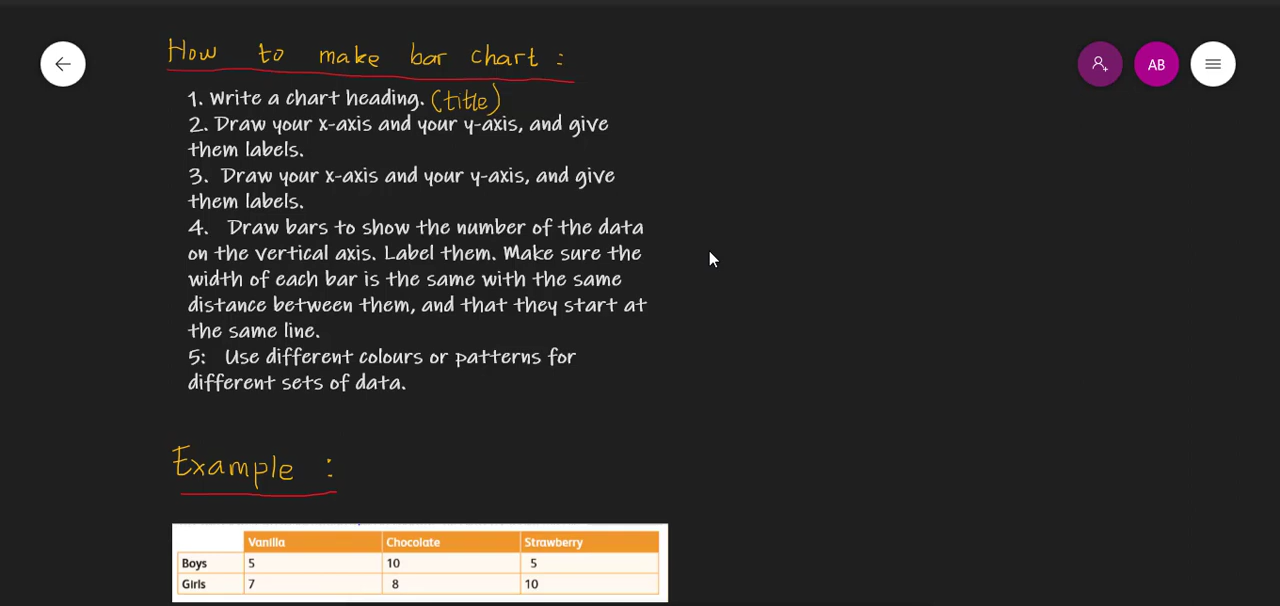 How to make bar chart :
AB
1. Write a chart heading. (title)
2. Draw your x-axis and your y-axis, and give
them labels.
3. Draw your x-axis and your y-axis, and give
them labels.
4. Draw bars to show the number of the data
on the vertical axis. Label them. Make sure the
width of each bar is the same with the same
distance between them, and that they start at
the same line.
5: Use different colours or patterns for
different sets of data.
Example :
Vanilla Chocolate Strawberry
Boys 5 10 5
Girls 7 8 10